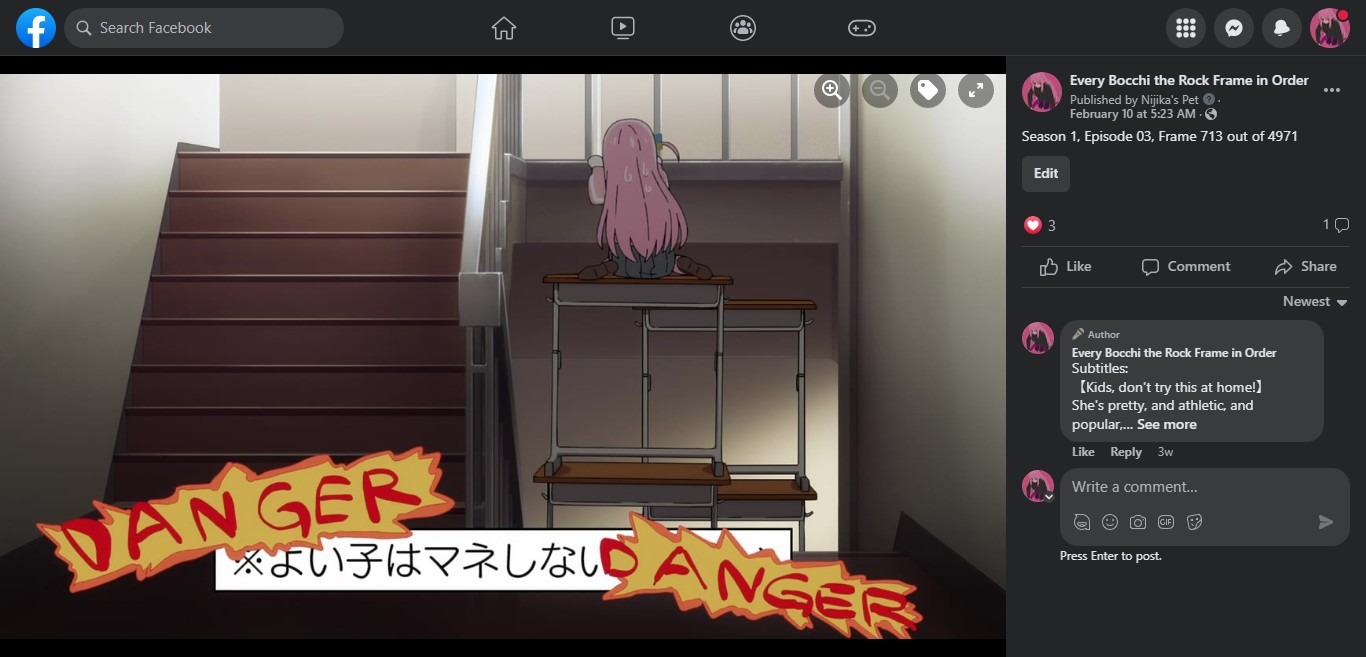 f
Search Facebook
DANGER
※よい子はマネしない
DANGER
Every Bocchi the Rock Frame in Order
Published by Nijika's Pet ·
February 10 at 5:23 AM ·
Season 1, Episode 03, Frame 713 out of 4971
Edit
3
1
Like
Comment
Share
Newest
Author
Every Bocchi the Rock Frame in Order
Subtitles:
【Kids, don't try this at home!】
She's pretty, and athletic, and
popular,... See more
Like Reply 3w
Write a comment...
GIF
Press Enter to post.